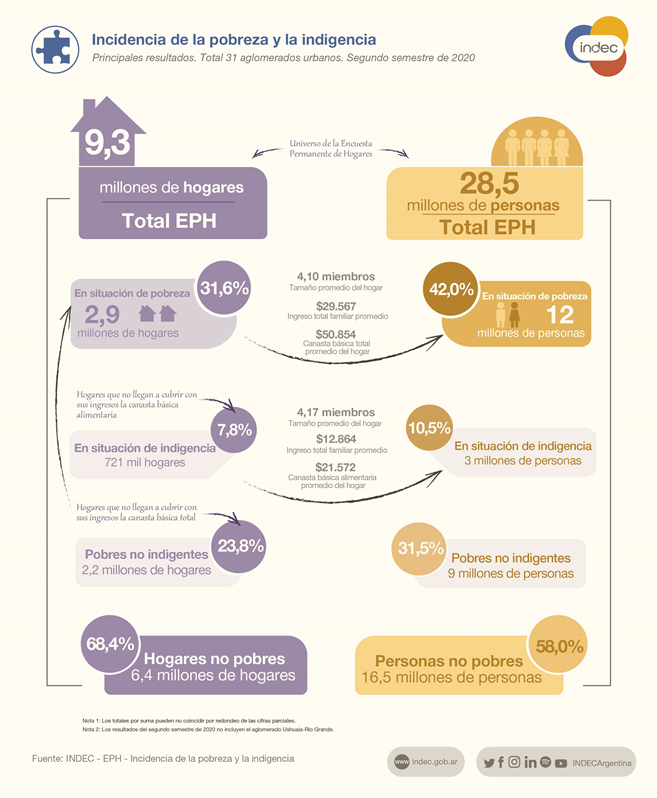 Incidencia de la pobreza y la indigencia
Principales resultados. Total 31 aglomerados urbanos. Segundo semestre de 2020
indec
9,3
millones de hogares
Total EPH
Universo de la Encuesta
Permanente de Hogares
28,5
millones de personas
Total EPH
En situación de pobreza
2,9
millones de hogares
31,6%
4,10 miembros
Tamaño promedio del hogar
$29.567
Ingreso total familiar promedio
$50.854
Canasta básica total
promedio del hogar
42,0%
En situación de pobreza
12
millones de personas
Hogares que no llegan a cubrir con
sus ingresos la canasta básica
alimentaria
7,8%
En situación de indigencia
721 mil hogares
4,17 miembros
Tamaño promedio del hogar
$12.864
Ingreso total familiar promedio
$21.572
Canasta básica alimentaria
promedio del hogar
10,5%
En situación de indigencia
3 millones de personas
Hogares que no llegan a cubrir con
sus ingresos la canasta básica total
23,8%
Pobres no indigentes
2,2 millones de hogares
31,5%
Pobres no indigentes
9 millones de personas
68,4%
Hogares no pobres
6,4 millones de hogares
58,0%
Personas no pobres
16,5 millones de personas
Nota 1: Los totales por suma pueden no coincidir por redondeo de las cifras parciales.
Nota 2: Los resultados del segundo semestre de 2020 no incluyen el aglomerado Ushuaia-Río Grande.
Fuente: INDEC - EPH - Incidencia de la pobreza y la indigencia
www indec.gob.ar
INDECArgentina